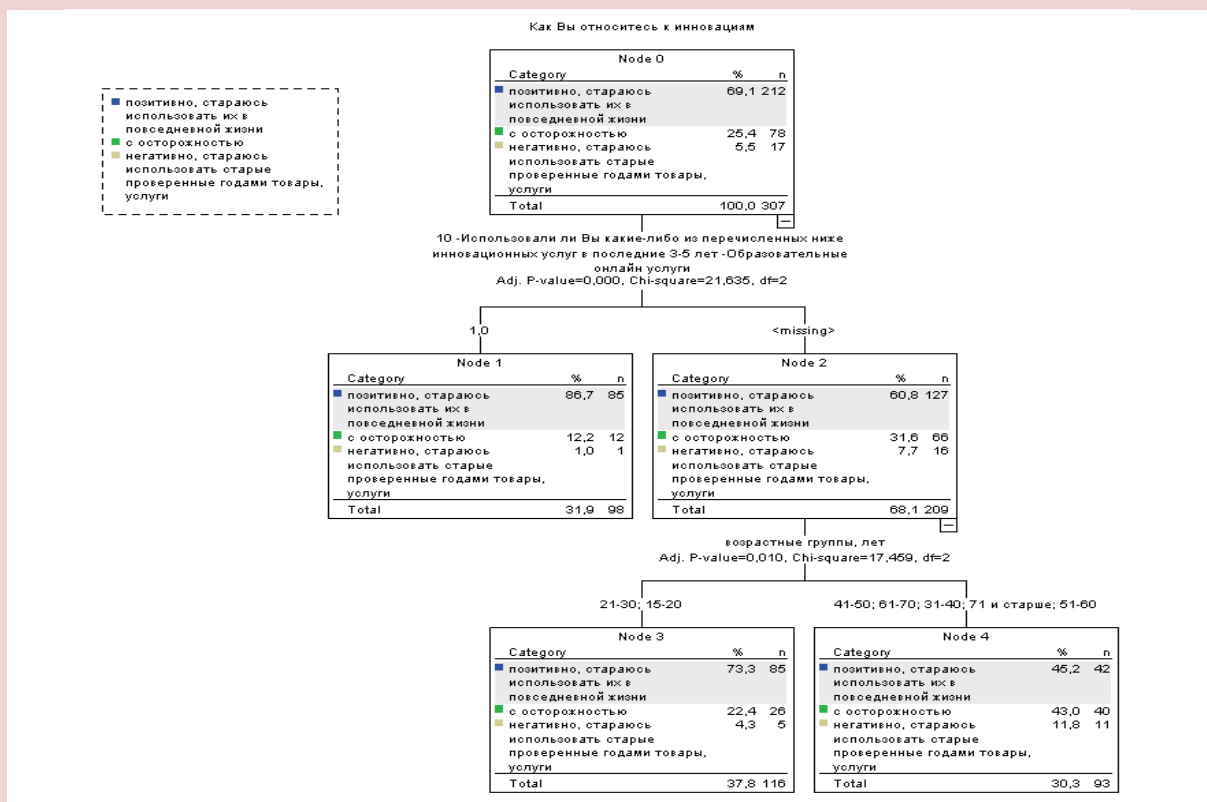 Как Вы относитесь к инновациям
позитивно, стараюсь
использовать их в
повседневной жизни
с осторожностью
негативно, стараюсь
использовать старые
проверенные годами товары,
услуги
Node 0
Category % n
позитивно, стараюсь 69,1 212
использовать их в
повседневной жизни
с осторожностью 25,4 78
негативно, стараюсь 5,5 17
использовать старые
проверенные годами товары,
услуги
Total 100,0 307
10 -Использовали ли Вы какие-либо из перечисленных ниже
инновационных услуг в последние 3-5 лет -Образовательные
онлайн услуги
Adj. P-value=0,000, Chi-square=21,635, df=2
1,0
<missing>
Node 1
Category % n
позитивно, стараюсь 86,7 85
использовать их в
повседневной жизни
с осторожностью 12,2 12
негативно, стараюсь 1,0 1
использовать старые
проверенные годами товары,
услуги
Total 31,9 98
Node 2
Category % n
позитивно, стараюсь 60,8 127
использовать их в
повседневной жизни
с осторожностью 31,6 66
негативно, стараюсь 7,7 16
использовать старые
проверенные годами товары,
услуги
Total 68,1 209
возрастные группы, лет
Adj. P-value=0,010, Chi-square=17,459, df=2
21-30; 15-20
41-50; 61-70; 31-40; 71 и старше; 51-60
Node 3
Category % n
позитивно, стараюсь 73,3 85
использовать их в
повседневной жизни
с осторожностью 22,4 26
негативно, стараюсь 4,3 5
использовать старые
проверенные годами товары,
услуги
Total 37,8 116
Node 4
Category % n
позитивно, стараюсь 45,2 42
использовать их в
повседневной жизни
с осторожностью 43,0 40
негативно, стараюсь 11,8 11
использовать старые
проверенные годами товары,
услуги
Total 30,3 93